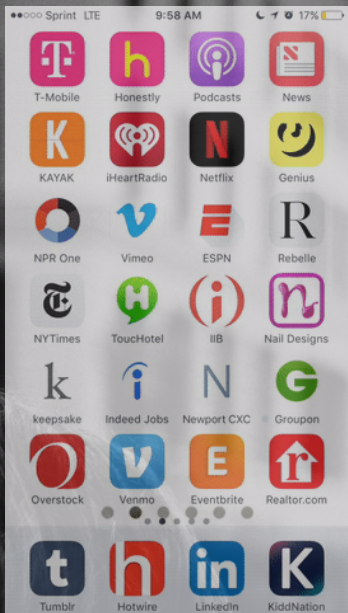 Sprint LTE 9:58 AM 17%
T
h
T-Mobile Honestly Podcasts News
K
N
KAYAK iHeartRadio Netflix Genius
E
R
NPR One Vimeo ESPN Rebelle
T
H
i
n
NYTimes ToucHotel IIB Nail Designs
k
i
N
G
keepsake Indeed Jobs Newport CXC Groupon
O
V
E
r
Overstock Venmo Eventbrite Realtor.com
t
h
in
K
Tumblr Hotwire LinkedIn KiddNation